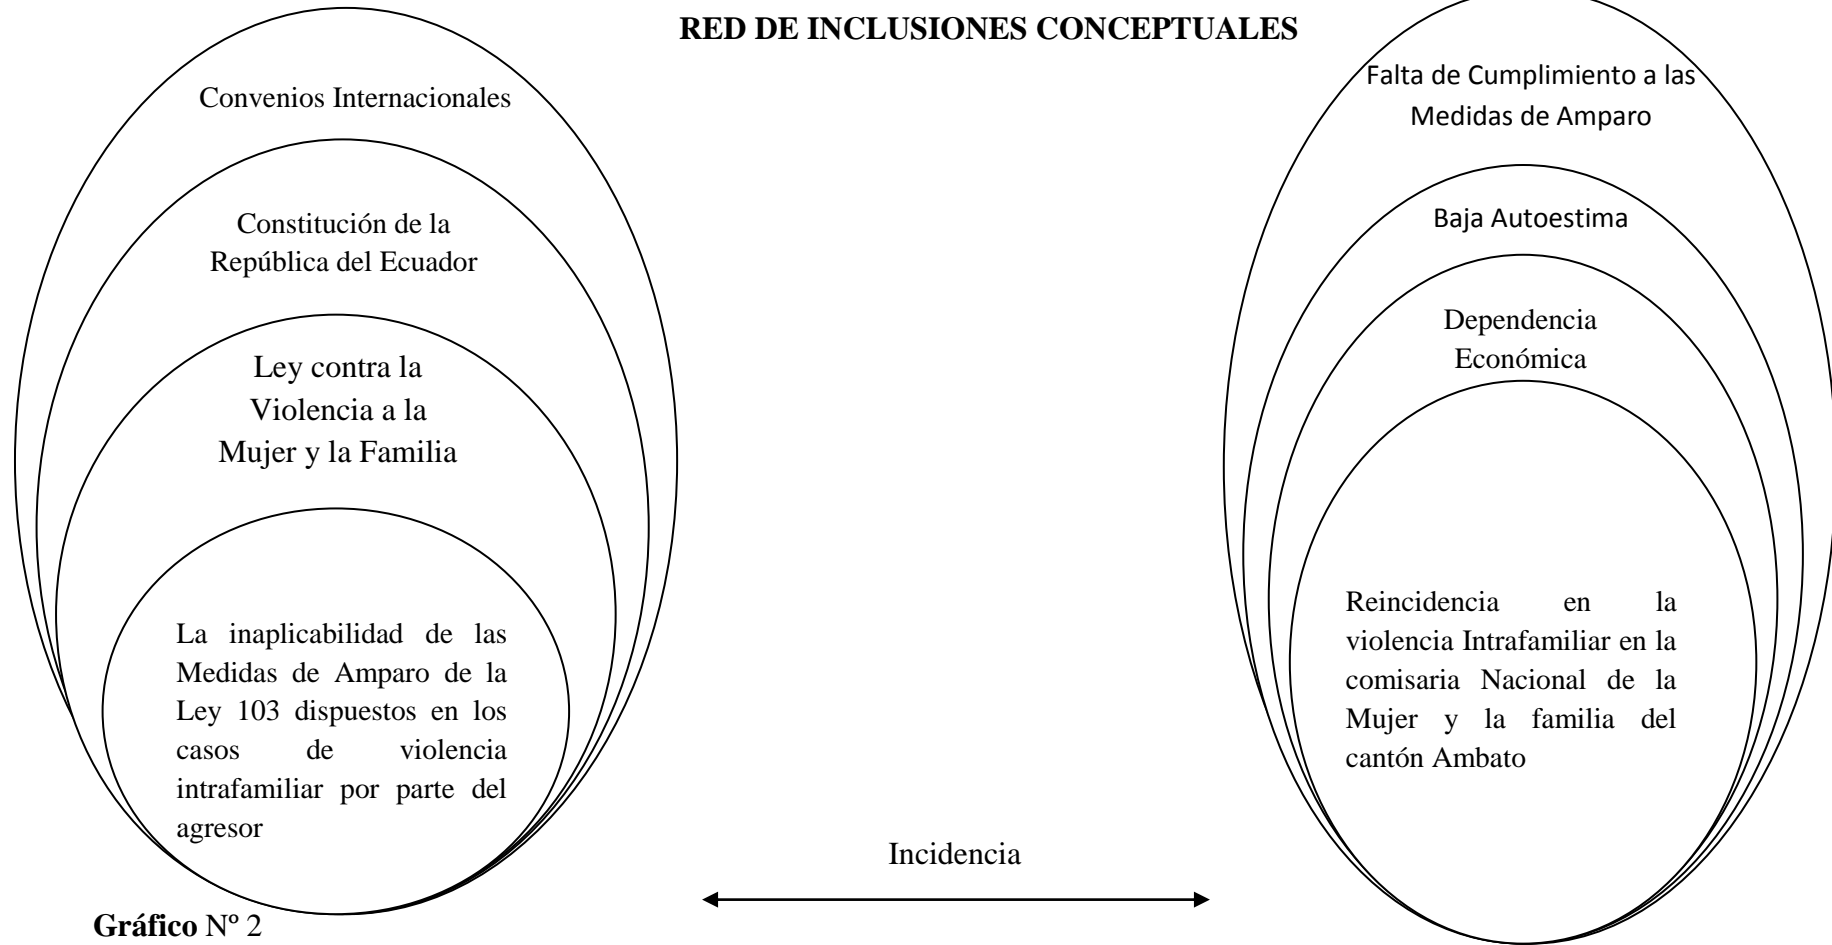 RED DE INCLUSIONES CONCEPTUALES
Convenios Internacionales
Constitución de la
República del Ecuador
Ley contra la
Violencia a la
Mujer y la Familia
La inaplicabilidad de las
Medidas de Amparo de la
Ley 103 dispuestos en los
casos de violencia
intrafamiliar por parte del
agresor
Falta de Cumplimiento a las
Medidas de Amparo
Baja Autoestima
Dependencia
Económica
Reincidencia en la
violencia Intrafamiliar en la
comisaria Nacional de la
Mujer y la familia del
cantón Ambato
Incidencia
Gráfico Nº 2